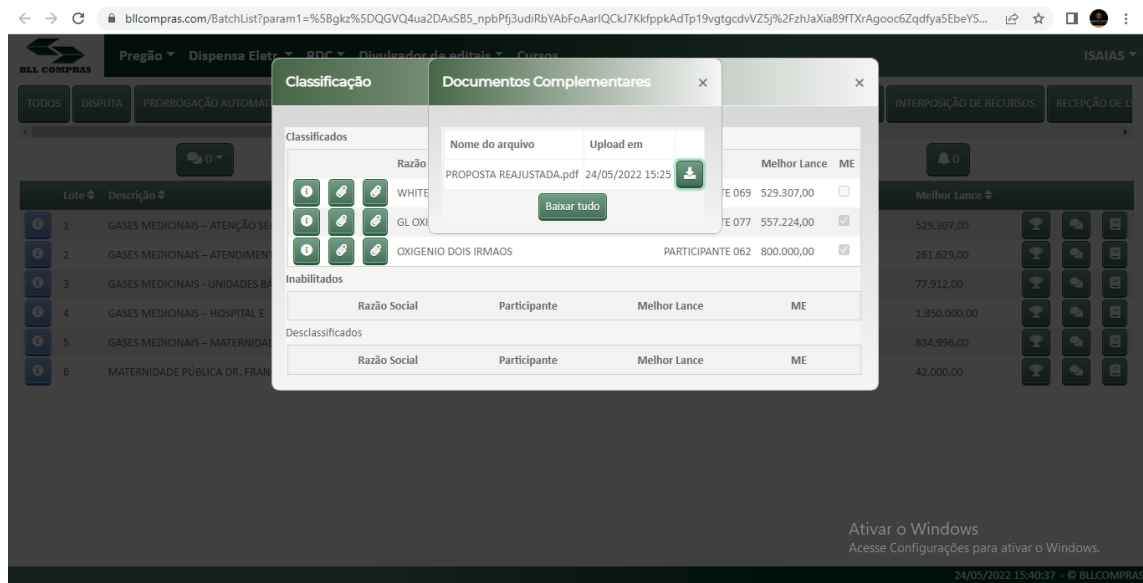 bllcompras.com/BatchList?param1=%5Bgkz%5DQGVQ4ua2DAxSB5_npbPfj3udiRbYAbFoAarlQCkJ7KkfppkAdTp19vgtgcdvVZ5j%2FzhJaXia89fTXrAgooc6Zqdfya5EbeYS...
BLL COMPRAS
Pregão Dispensa Eletr. RDC Divulgador de editais Cursos
ISAIAS
TODOS DISPUTA PRORROGAÇÃO AUTOMÁT INTERPOSIÇÃO DE RECURSOS RECEPÇÃO DE C
0 0
Lote Descrição Melhor Lance
1 GASES MEDICINAIS – ATENÇÃO SE 529.307,00
2 GASES MEDICINAIS – ATENDIMENT 261.629,00
3 GASES MEDICINAIS - UNIDADES BÁ 77.912,00
4 GASES MEDICINAIS – HOSPITAL E 1.850.000,00
5 GASES MEDICINAIS – MATERNIDA 834.996,00
6 MATERNIDADE PÚBLICA DR. FRAN 42.000,00
Classificação
Classificados
Razão Melhor Lance ME
WHITE TE 069 529.307,00
GL OXI TE 077 557.224,00
OXIGENIO DOIS IRMAOS PARTICIPANTE 062 800.000,00
Inabilitados
Razão Social Participante Melhor Lance ME
Desclassificados
Razão Social Participante Melhor Lance ME
Documentos Complementares
Nome do arquivo Upload em
PROPOSTA REAJUSTADA.pdf 24/05/2022 15:25
Baixar tudo
Ativar o Windows
Acesse Configurações para ativar o Windows.
24/05/2022 15:40:37 - © BLLCOMPRAS